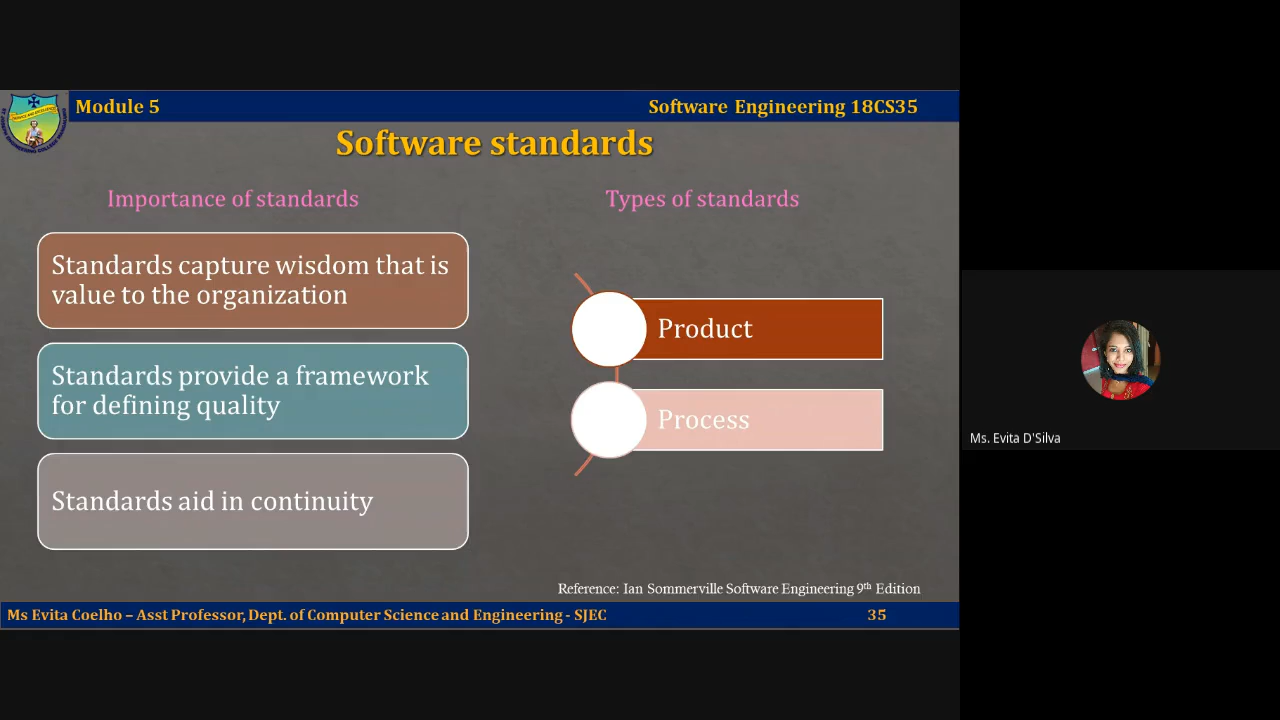 Module 5
Software Engineering 18CS35
Software standards
Importance of standards
Standards capture wisdom that is
value to the organization
Standards provide a framework
for defining quality
Standards aid in continuity
Types of standards
Product
Process
Reference: Ian Sommerville Software Engineering 9th Edition
Ms Evita Coelho – Asst Professor, Dept. of Computer Science and Engineering - SJEC
35
Ms. Evita D'Silva